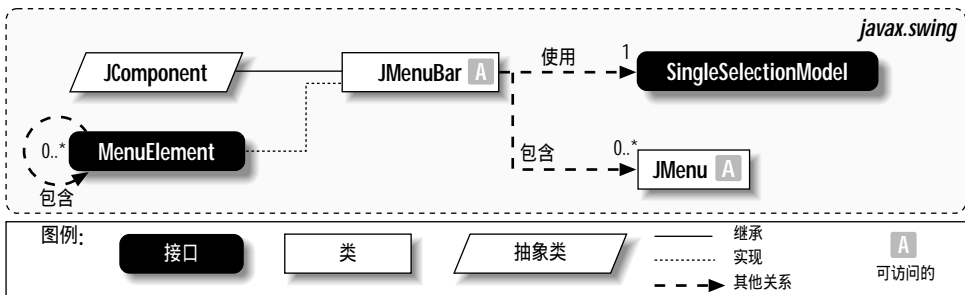 javax.swing
JComponent
JMenuBar A
使用
1
SingleSelectionModel
0..*
MenuElement
包含
包含
0..*
JMenu A
图例:
接口
类
抽象类
继承
实现
其他关系
A
可访问的